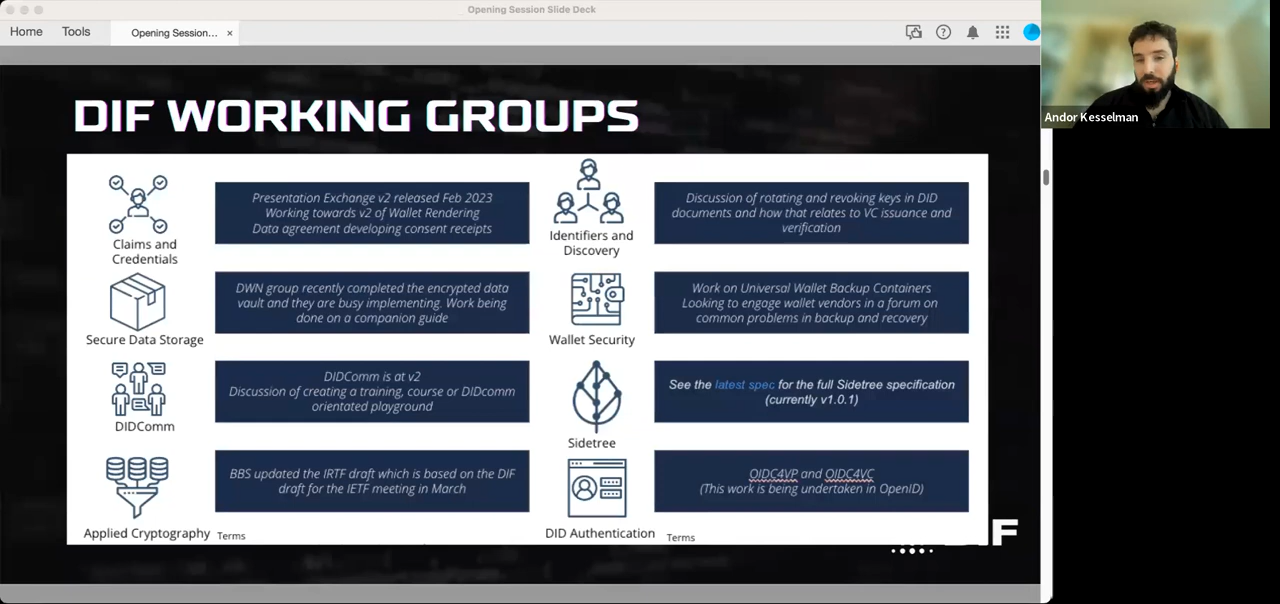 Opening Session Slide Deck
Home
Tools
Opening Session...
×
?
Andor Kesselman
DIF WORKING GROUPS
Claims and
Credentials
Presentation Exchange v2 released Feb 2023
Working towards v2 of Wallet Rendering
Data agreement developing consent receipts
Identifiers and
Discovery
Discussion of rotating and revoking keys in DID
documents and how that relates to VC issuance and
verification
Secure Data Storage
DWN group recently completed the encrypted data
vault and they are busy implementing. Work being
done on a companion guide
Wallet Security
Work on Universal Wallet Backup Containers
Looking to engage wallet vendors in a forum on
common problems in backup and recovery
DIDComm
DIDComm is at v2
Discussion of creating a training, course or DIDcomm
orientated playground
Sidetree
See the latest spec for the full Sidetree specification
(currently v1.0.1)
Applied Cryptography
Terms
BBS updated the IRTF draft which is based on the DIF
draft for the IETF meeting in March
DID Authentication
Terms
OIDC4VP and OIDC4VC
(This work is being undertaken in OpenID)
DIF